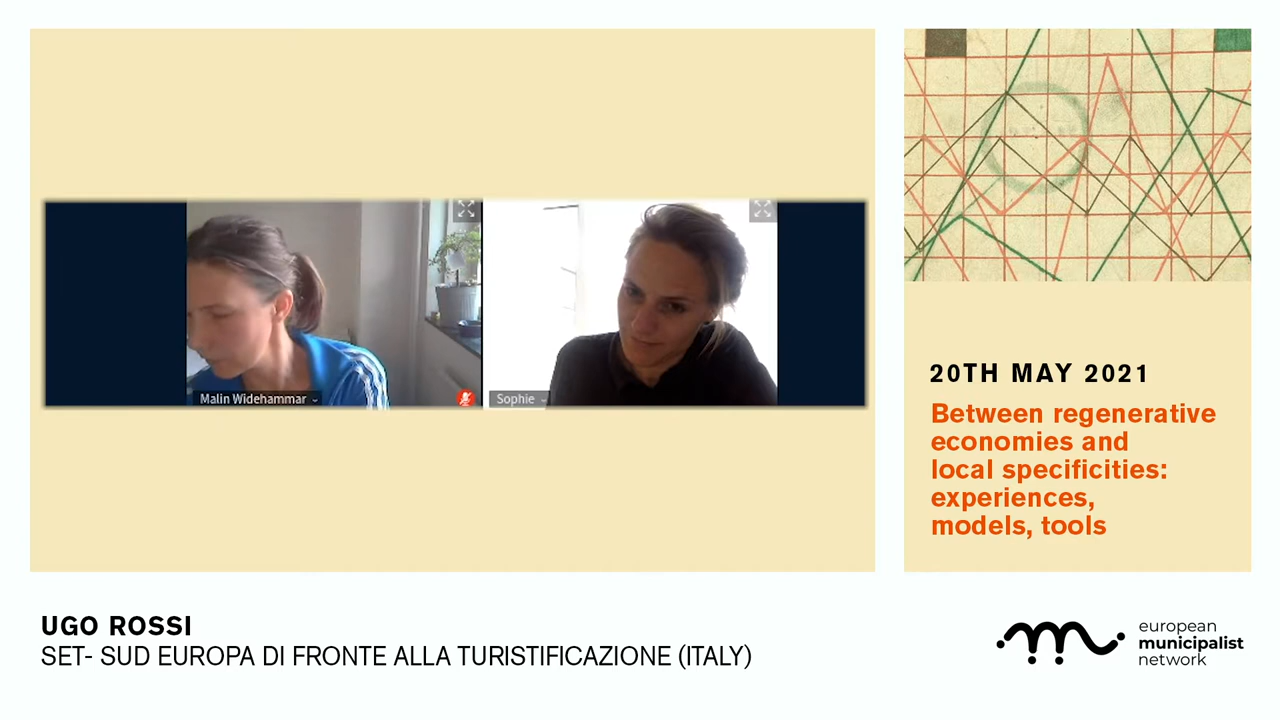 Malin Widehammar
Sophie
20TH MAY 2021
Between regenerative
economies and
local specificities:
experiences,
models, tools
UGO ROSSI
SET- SUD EUROPA DI FRONTE ALLA TURISTIFICAZIONE (ITALY)
european
municipalist
network